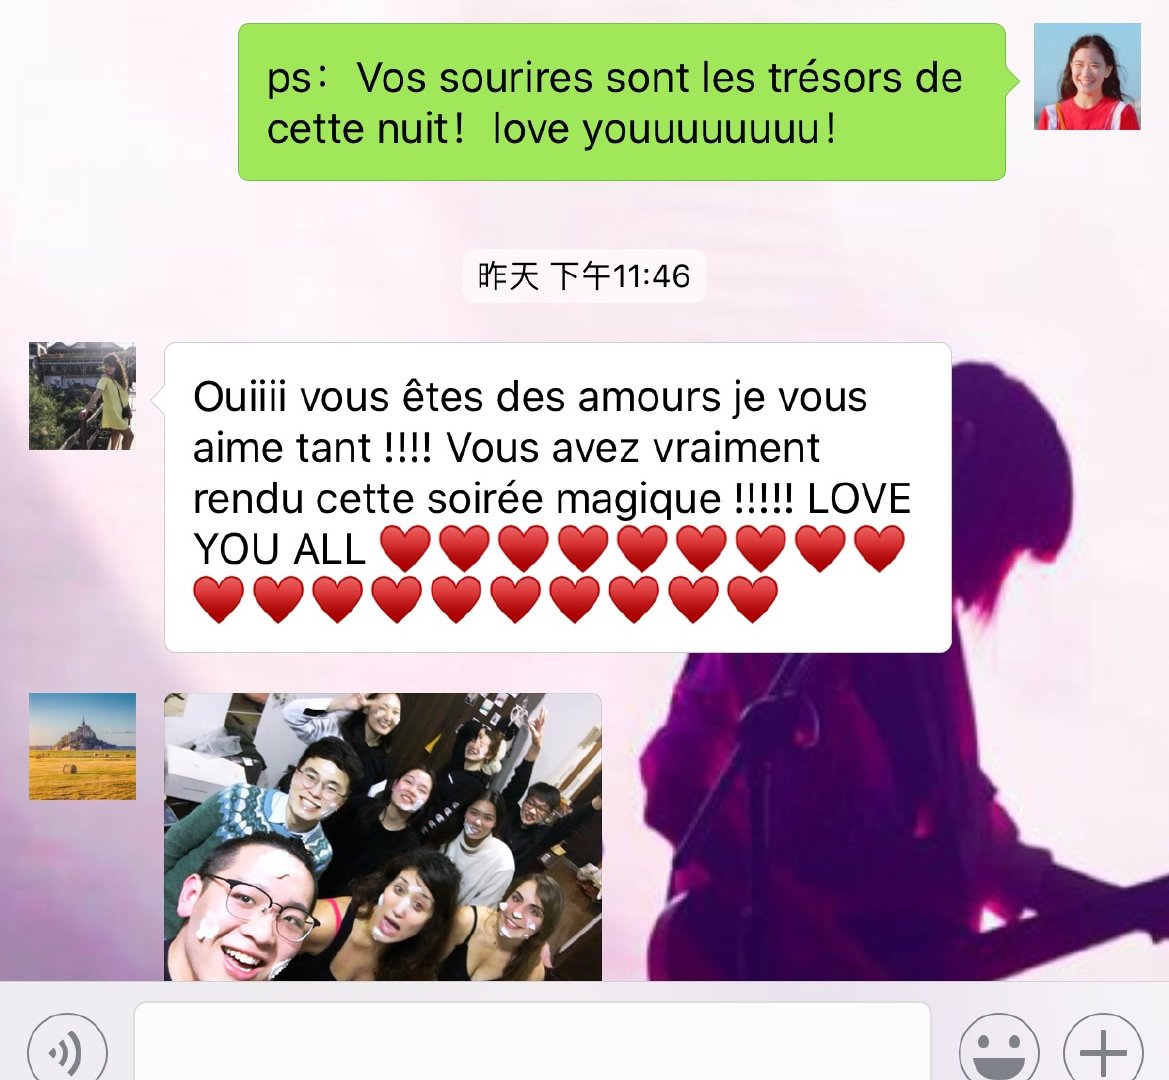 ps： Vos sourires sont les trésors de
cette nuit！ love youuuuuuuu！
昨天 下午11:46
Ouiiii vous êtes des amours je vous
aime tant !!!! Vous avez vraiment
rendu cette soirée magique !!!!! LOVE
YOU ALL ♥️♥️♥️♥️♥️♥️♥️♥️♥️
♥️♥️♥️♥️♥️♥️♥️♥️♥️♥️